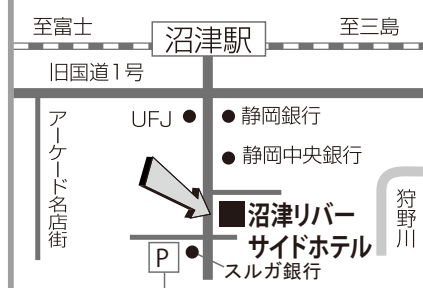 至富士
沼津駅
至三島
旧国道1号
アーケード名店街
UFJ
静岡銀行
静岡中央銀行
沼津リバー
サイドホテル
狩野川
P
スルガ銀行